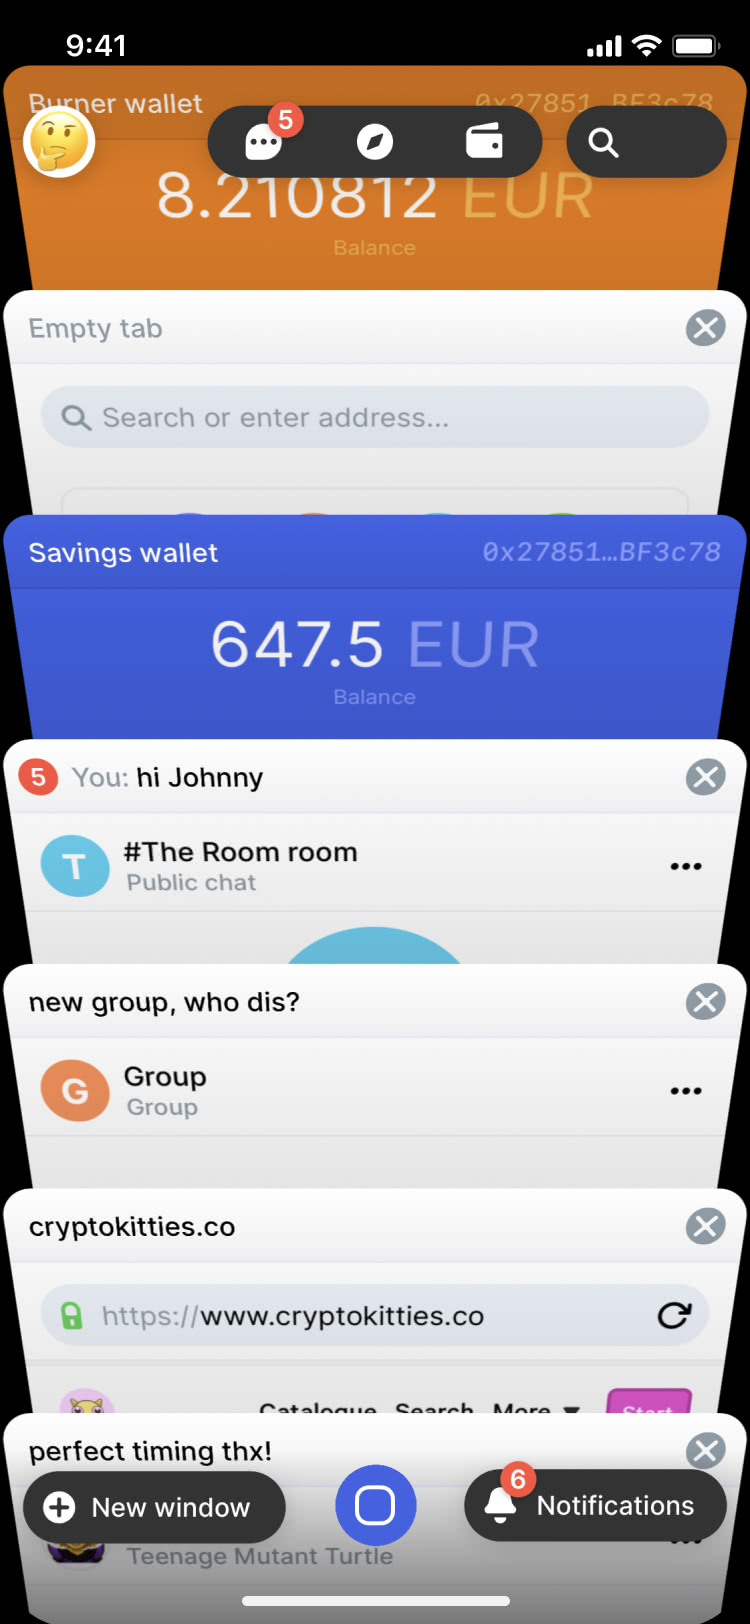 9:41
Burner wallet
0x27851…BF3c78
5
8.210812 EUR
Balance
Empty tab
Search or enter address...
Savings wallet
0x27851…BF3c78
647.5 EUR
Balance
5 You: hi Johnny
T
#The Room room
Public chat
new group, who dis?
G
Group
Group
cryptokitties.co
https://www.cryptokitties.co
Catalogue Search More Start
perfect timing thx!
6
New window
Notifications
Teenage Mutant Turtle